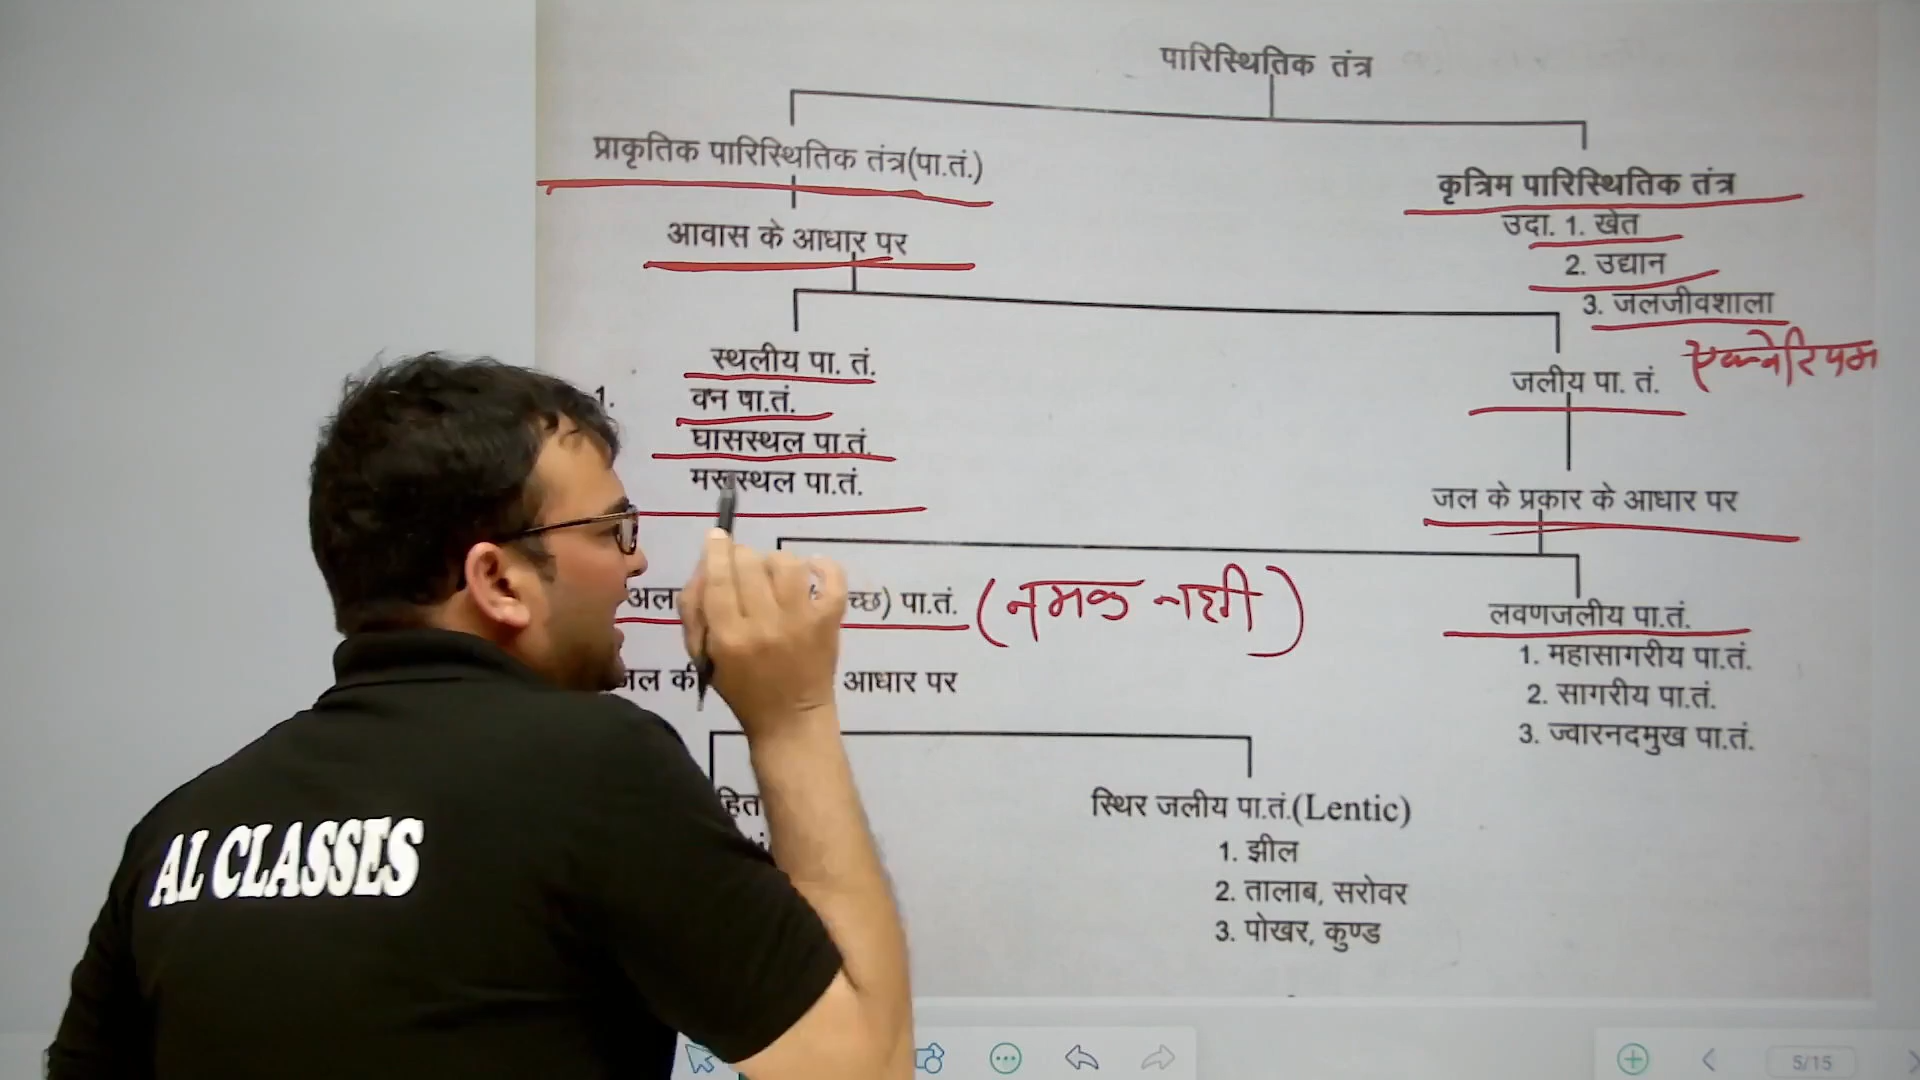 पारिस्थितिक तंत्र
प्राकृतिक पारिस्थितिक तंत्र(पा.तं.)
कृत्रिम पारिस्थितिक तंत्र
उदा. 1. खेत
2. उद्यान
3. जलजीवशाला
एक्वेरियम
आवास के आधार पर
स्थलीय पा. तं.
1. वन पा.तं.
घासस्थल पा.तं.
मरूस्थल पा.तं.
जलीय पा. तं.
जल के प्रकार के आधार पर
च्छ) पा.तं. (नमक नही)
लवणजलीय पा.तं.
1. महासागरीय पा.तं.
2. सागरीय पा.तं.
3. ज्वारनदमुख पा.तं.
जल की आधार पर
स्थिर जलीय पा.तं.(Lentic)
1. झील
2. तालाब, सरोवर
3. पोखर, कुण्ड
AL CLASSES
5/15